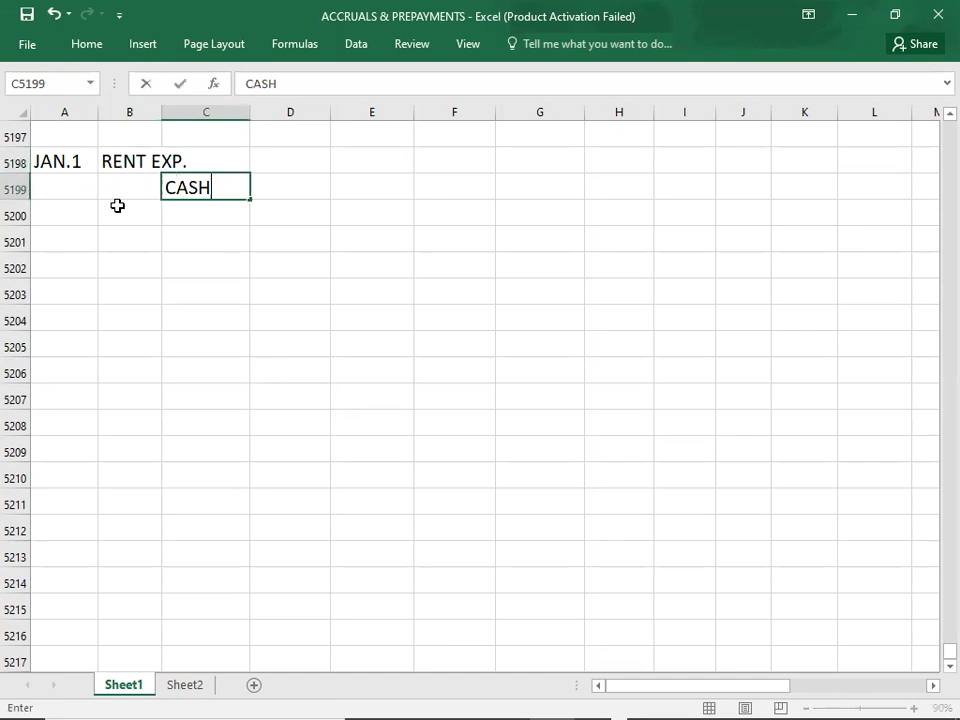 ACCRUALS & PREPAYMENTS - Excel (Product Activation Failed)
File Home Insert Page Layout Formulas Data Review View Tell me what you want to do... Share
C5199 fx CASH
A B C D E F G H I J K L M
5197
5198 JAN.1 RENT EXP.
5199 CASH
5200
5201
5202
5203
5204
5205
5206
5207
5208
5209
5210
5211
5212
5213
5214
5215
5216
5217
Sheet1 Sheet2
Enter 90%